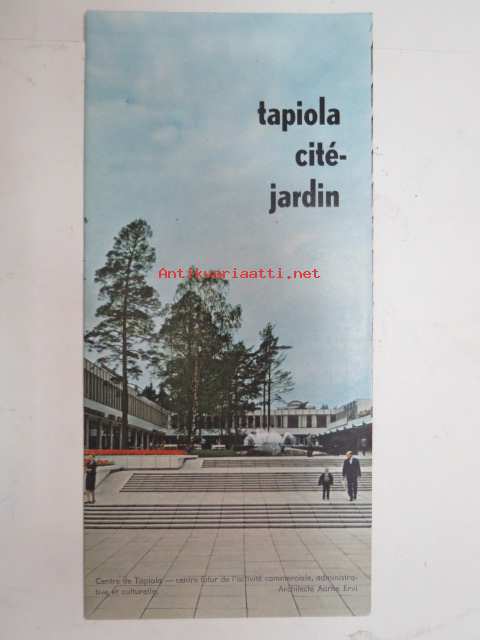 tapiola
cité-
jardin
Antikvariaatti.net
Centre de Tapiola — centre futur de l'activité commerciale, administra-
tive et culturelle. Architecte Aarne Ervi